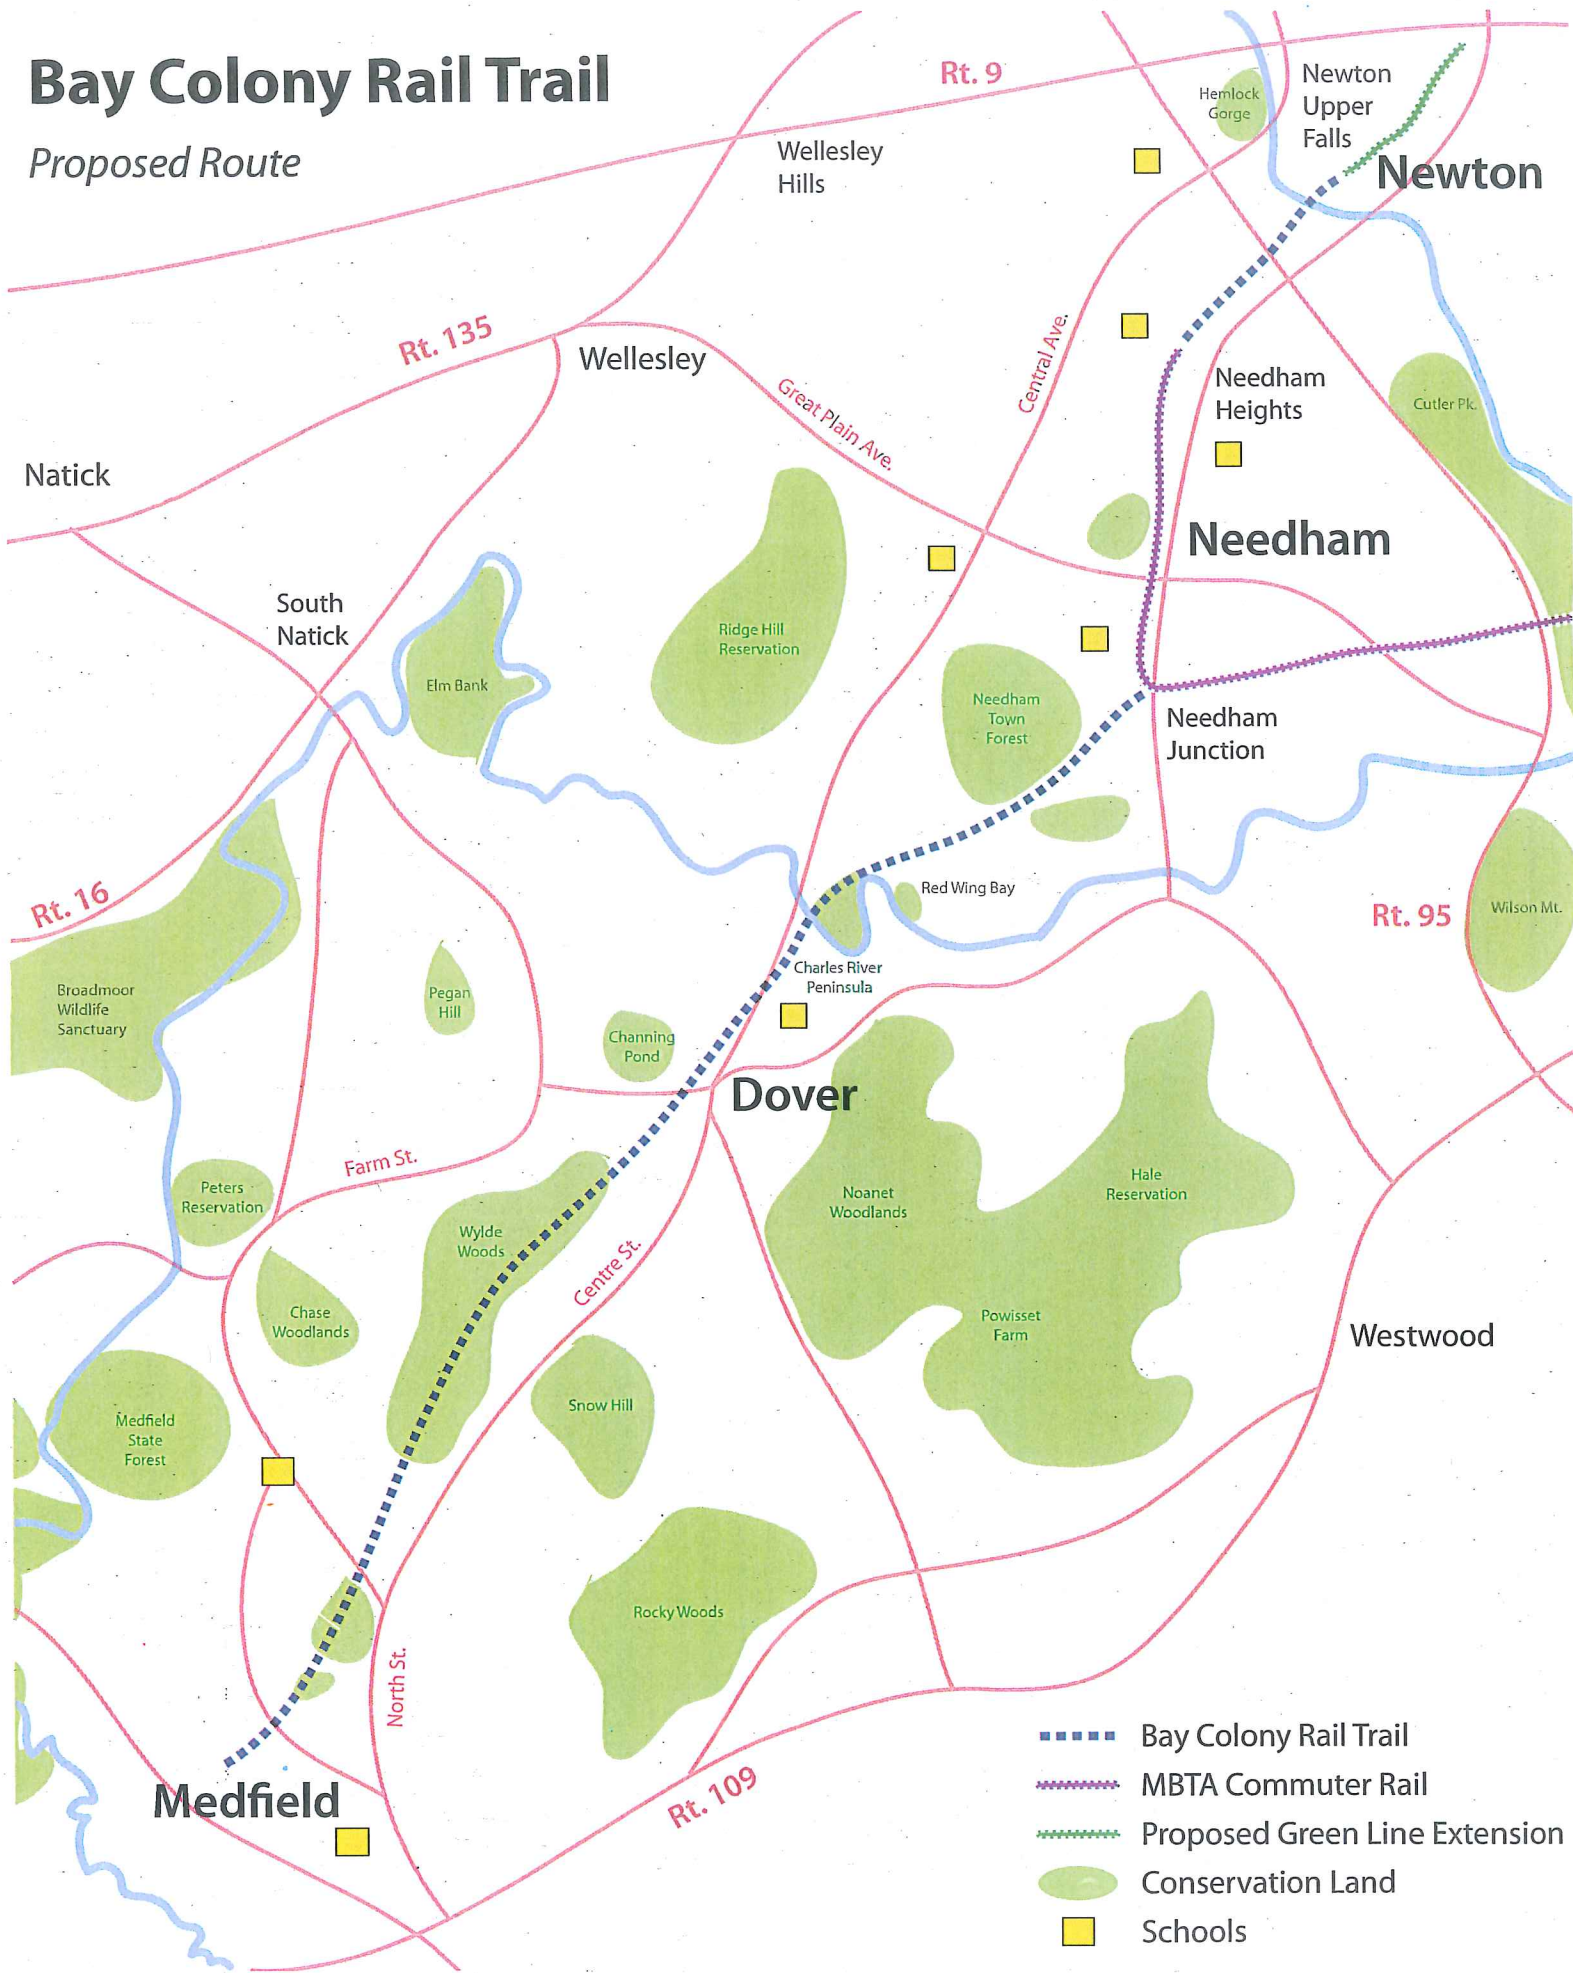 Bay Colony Rail Trail
Proposed Route
Rt. 9
Hemlock
Gorge
Newton
Upper
Falls
Newton
Wellesley
Hills
Rt. 135
Wellesley
Great Plain Ave.
Central Ave.
Needham
Heights
Cutler Pk.
Natick
Needham
South
Natick
Ridge Hill
Reservation
Elm Bank
Needham
Town
Forest
Needham
Junction
Rt. 16
Red Wing Bay
Rt. 95
Wilson Mt.
Broadmoor
Wildlife
Sanctuary
Pegan
Hill
Charles River
Peninsula
Channing
Pond
Dover
Farm St.
Peters
Reservation
Noanet
Woodlands
Hale
Reservation
Wylde
Woods
Centre St.
Chase
Woodlands
Powisset
Farm
Westwood
Snow Hill
Medfield
State
Forest
Rocky Woods
North St.
Medfield
Rt. 109
Bay Colony Rail Trail
MBTA Commuter Rail
Proposed Green Line Extension
Conservation Land
Schools